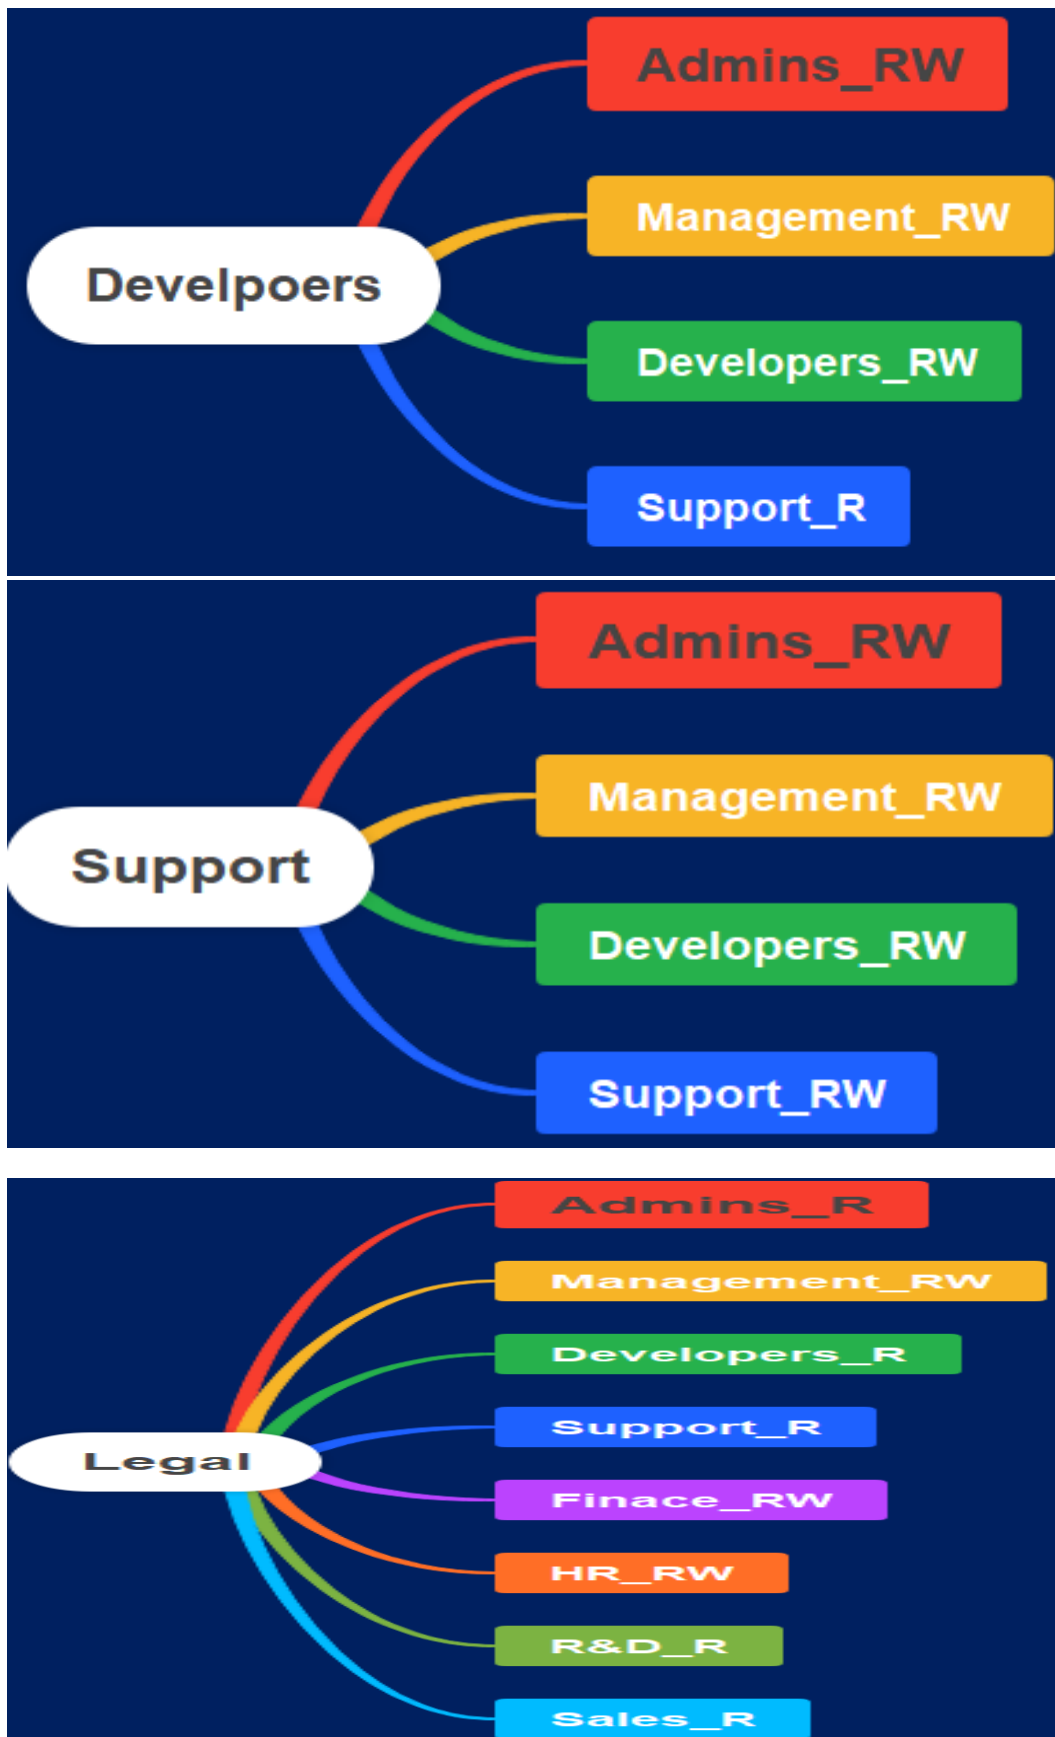 Admins_RW
Management_RW
Develpoers
Developers_RW
Support_R
Admins_RW
Management_RW
Support
Developers_RW
Support_RW
Admins_R
Management_RW
Developers_R
Support_R
Legal
Finace_RW
HR_RW
R&D_R
Sales_R